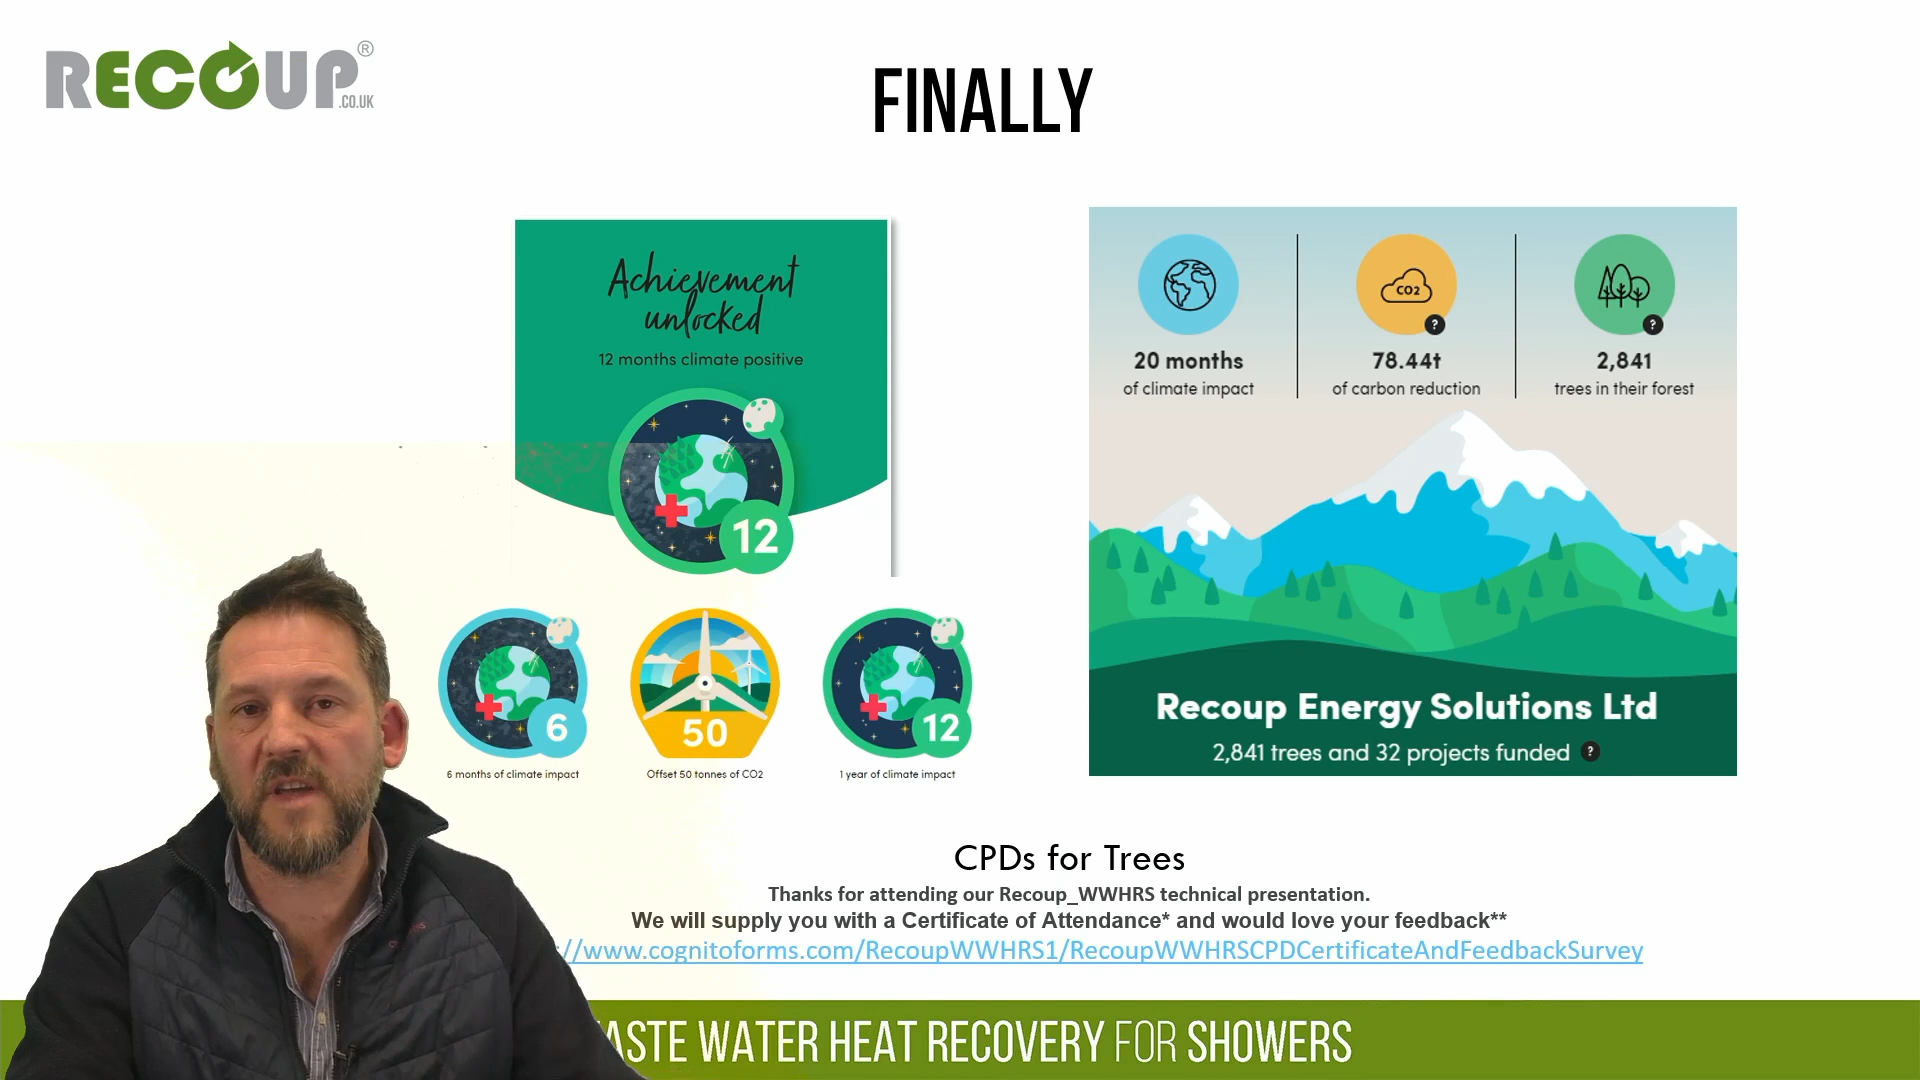 RECOUP®
.CO.UK
FINALLY
Achievement
unlocked
12 months climate positive
12
6
6 months of climate impact
50
Offset 50 tonnes of CO2
12
1 year of climate impact
20 months
of climate impact
CO2
?
78.44t
of carbon reduction
?
2,841
trees in their forest
Recoup Energy Solutions Ltd
2,841 trees and 32 projects funded ?
CPDs for Trees
Thanks for attending our Recoup_WWHRS technical presentation.
We will supply you with a Certificate of Attendance* and would love your feedback**
//www.cognitoforms.com/RecoupWWHRS1/RecoupWWHRSCPDCertificateAndFeedbackSurvey
ASTE WATER HEAT RECOVERY FOR SHOWERS